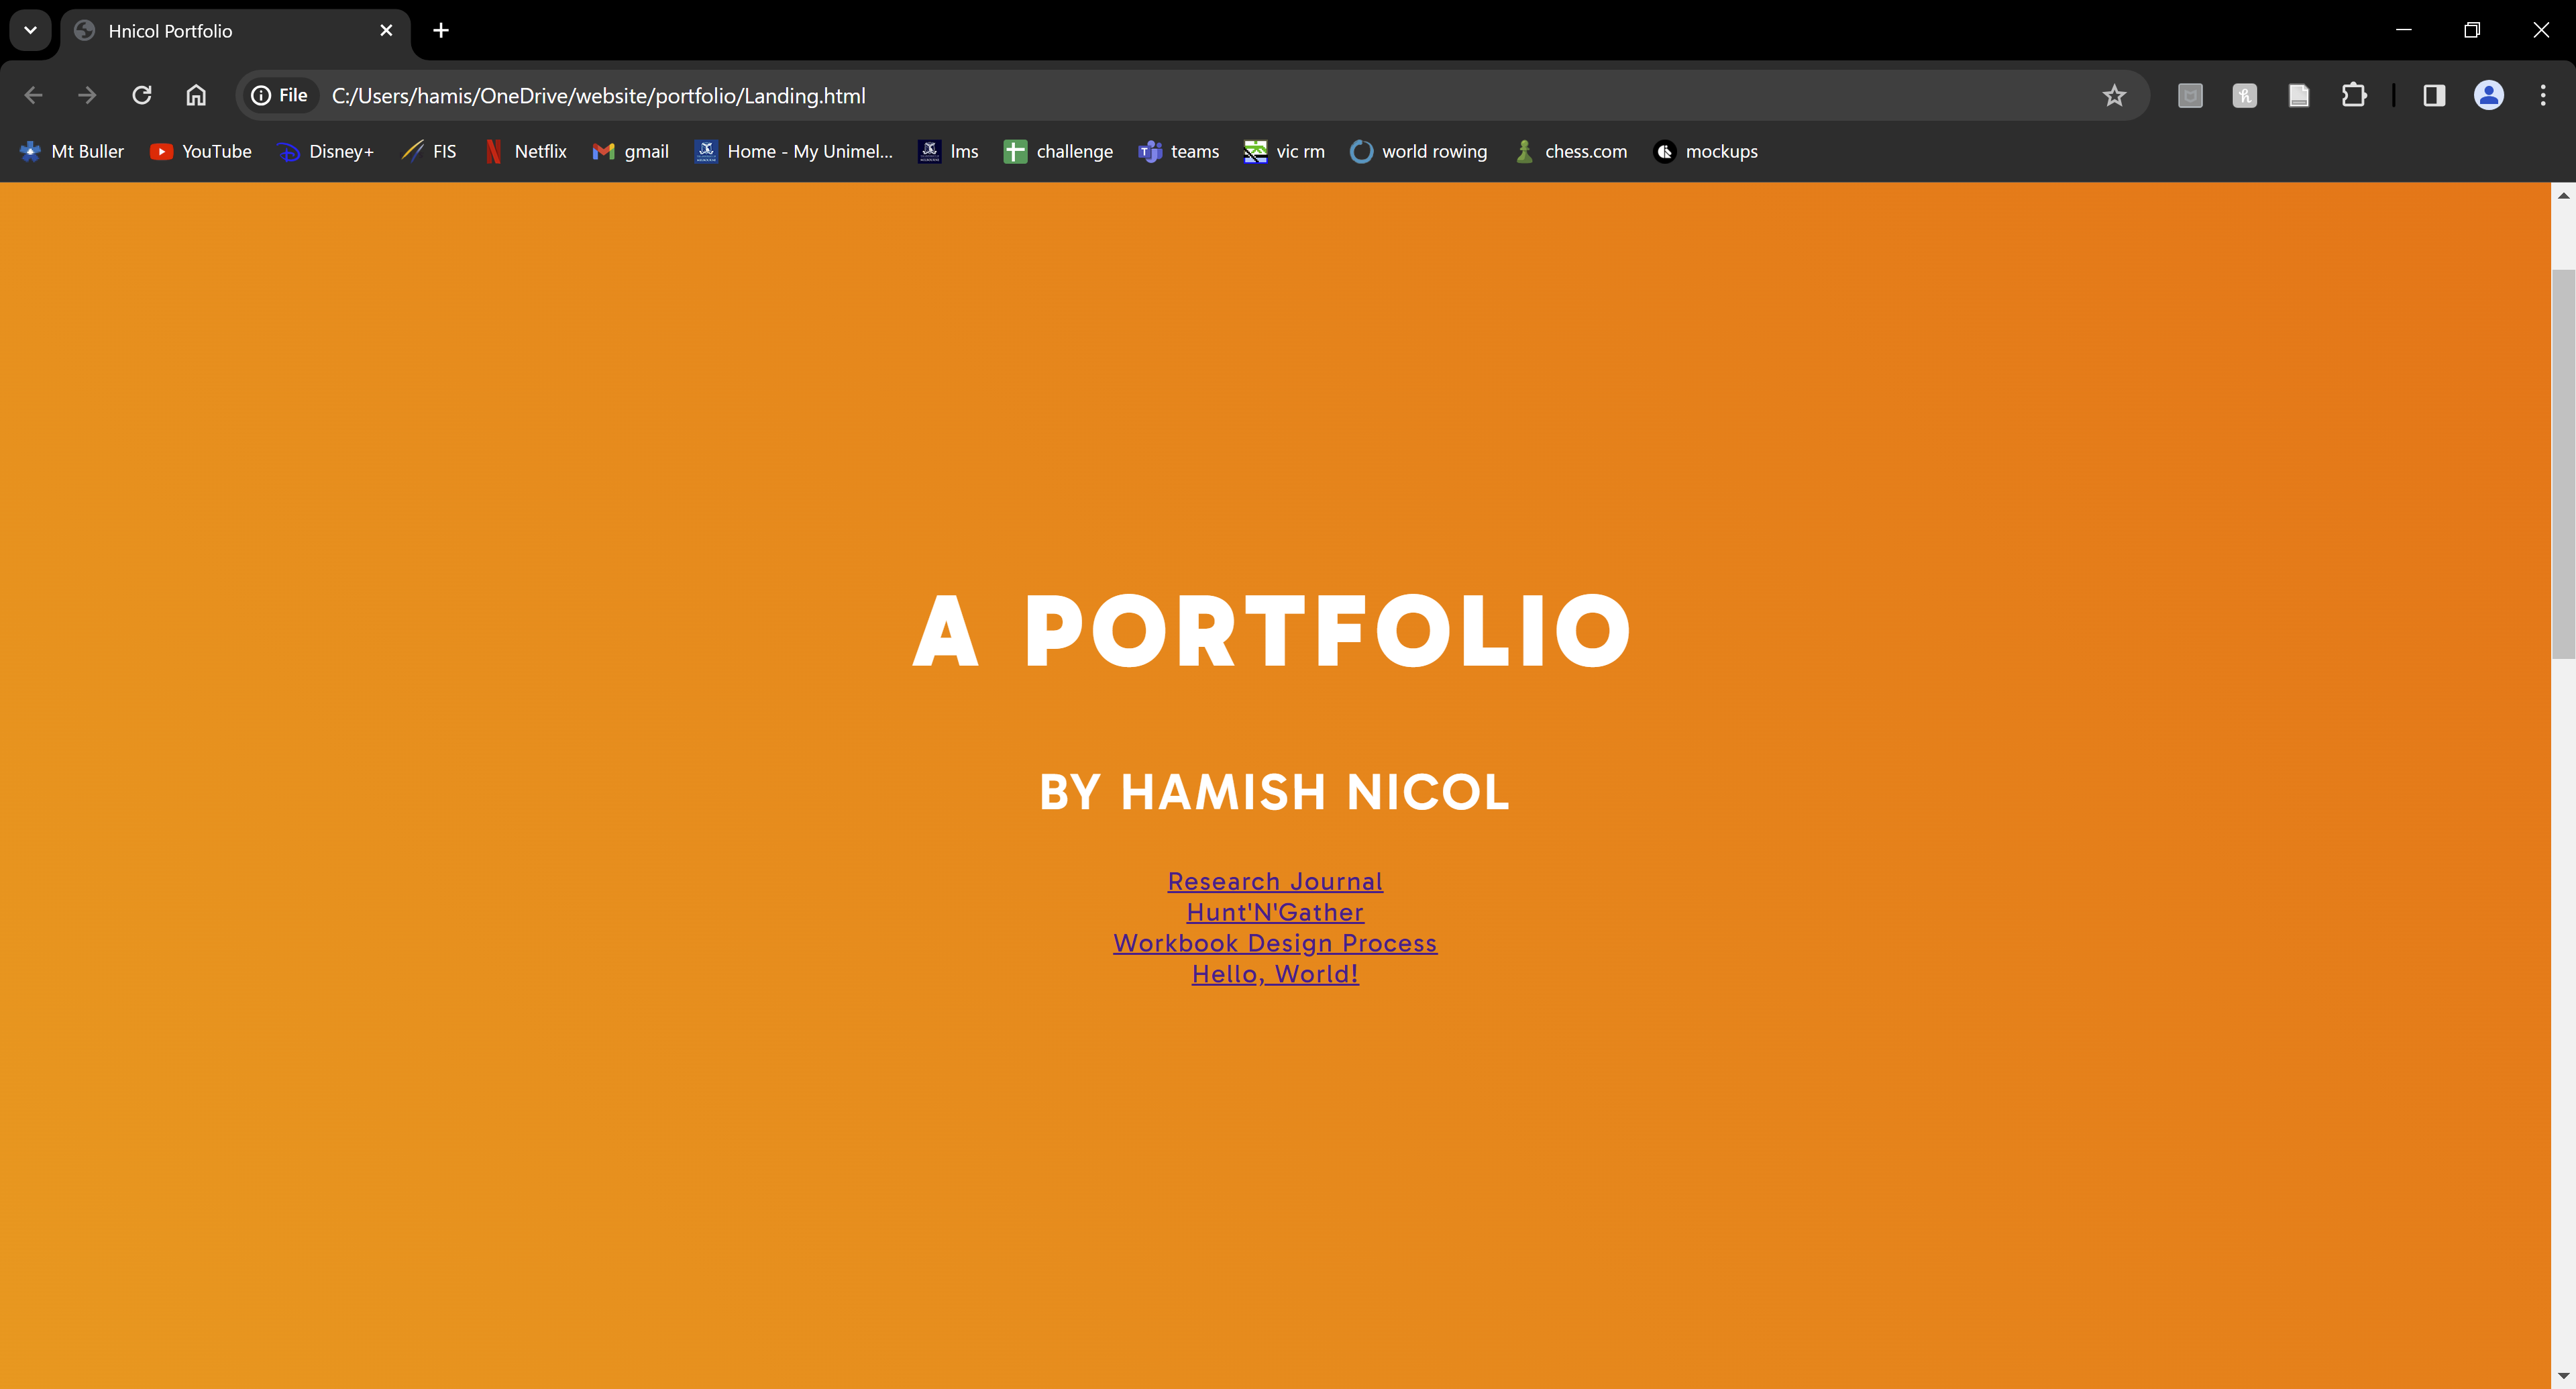 Hnicol Portfolio
File C:/Users/hamis/OneDrive/website/portfolio/Landing.html
Mt Buller YouTube Disney+ FIS Netflix gmail Home - My Unimel... lms challenge teams vic rm world rowing chess.com mockups
A PORTFOLIO
BY HAMISH NICOL
Research Journal
Hunt'N'Gather
Workbook Design Process
Hello, World!